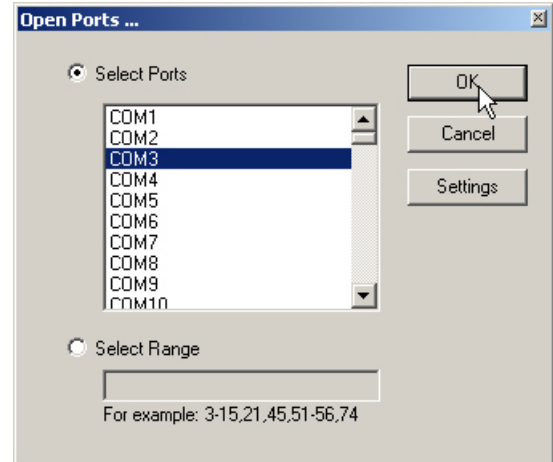 Open Ports ...
Select Ports
OK
COM1
COM2
Cancel
COM3
COM4
Settings
COM5
COM6
COM7
COM8
COM9
COM10
Select Range
For example: 3-15,21,45,51-56,74